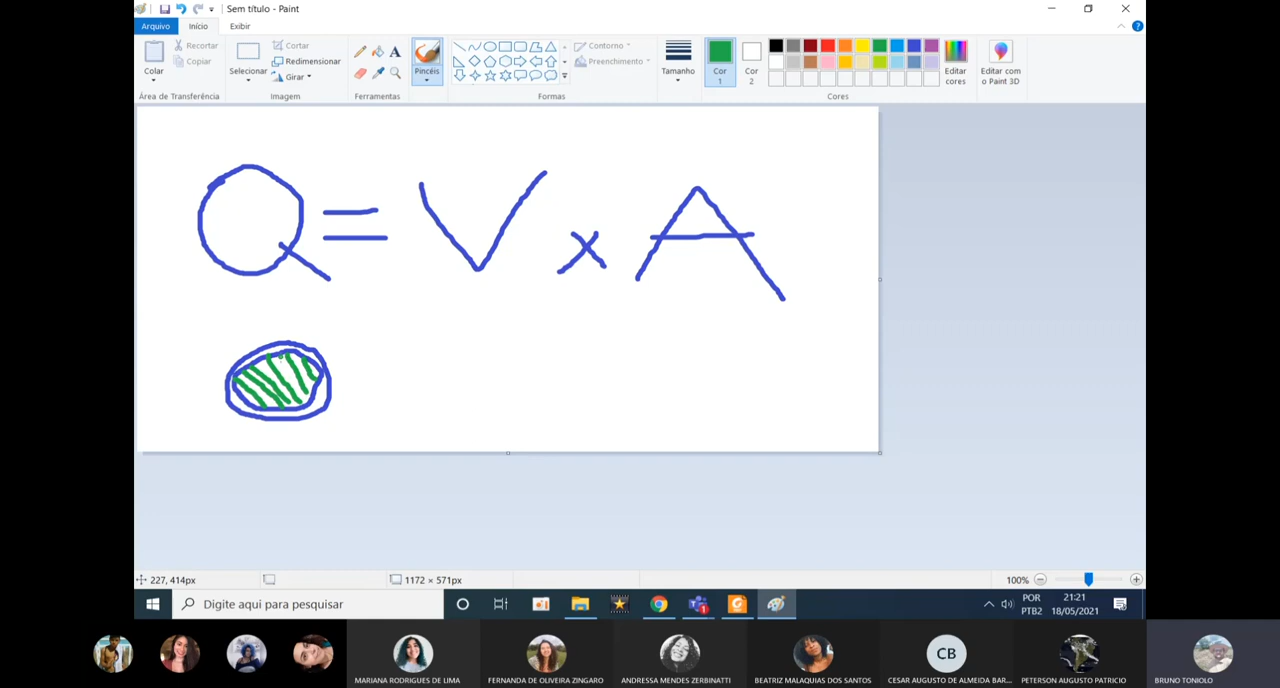 Sem título - Paint
Arquivo Início Exibir
Colar
Recortar
Copiar
Área de Transferência
Selecionar
Cortar
Redimensionar
Girar
Imagem
A
Ferramentas
Pincéis
Contorno
Preenchimento
Formas
Tamanho
Cor 1
Cor 2
Editar cores
Cores
Editar com o Paint 3D
Q = V x A
227, 414px
1172 × 571px
100%
Digite aqui para pesquisar
1
POR
PTB2
21:21
18/05/2021
MARIANA RODRIGUES DE LIMA
FERNANDA DE OLIVEIRA ZINGARO
ANDRESSA MENDES ZERBINATTI
BEATRIZ MALAQUIAS DOS SANTOS
CB
CESAR AUGUSTO DE ALMEIDA BAR...
PETERSON AUGUSTO PATRICIO
BRUNO TONIOLO